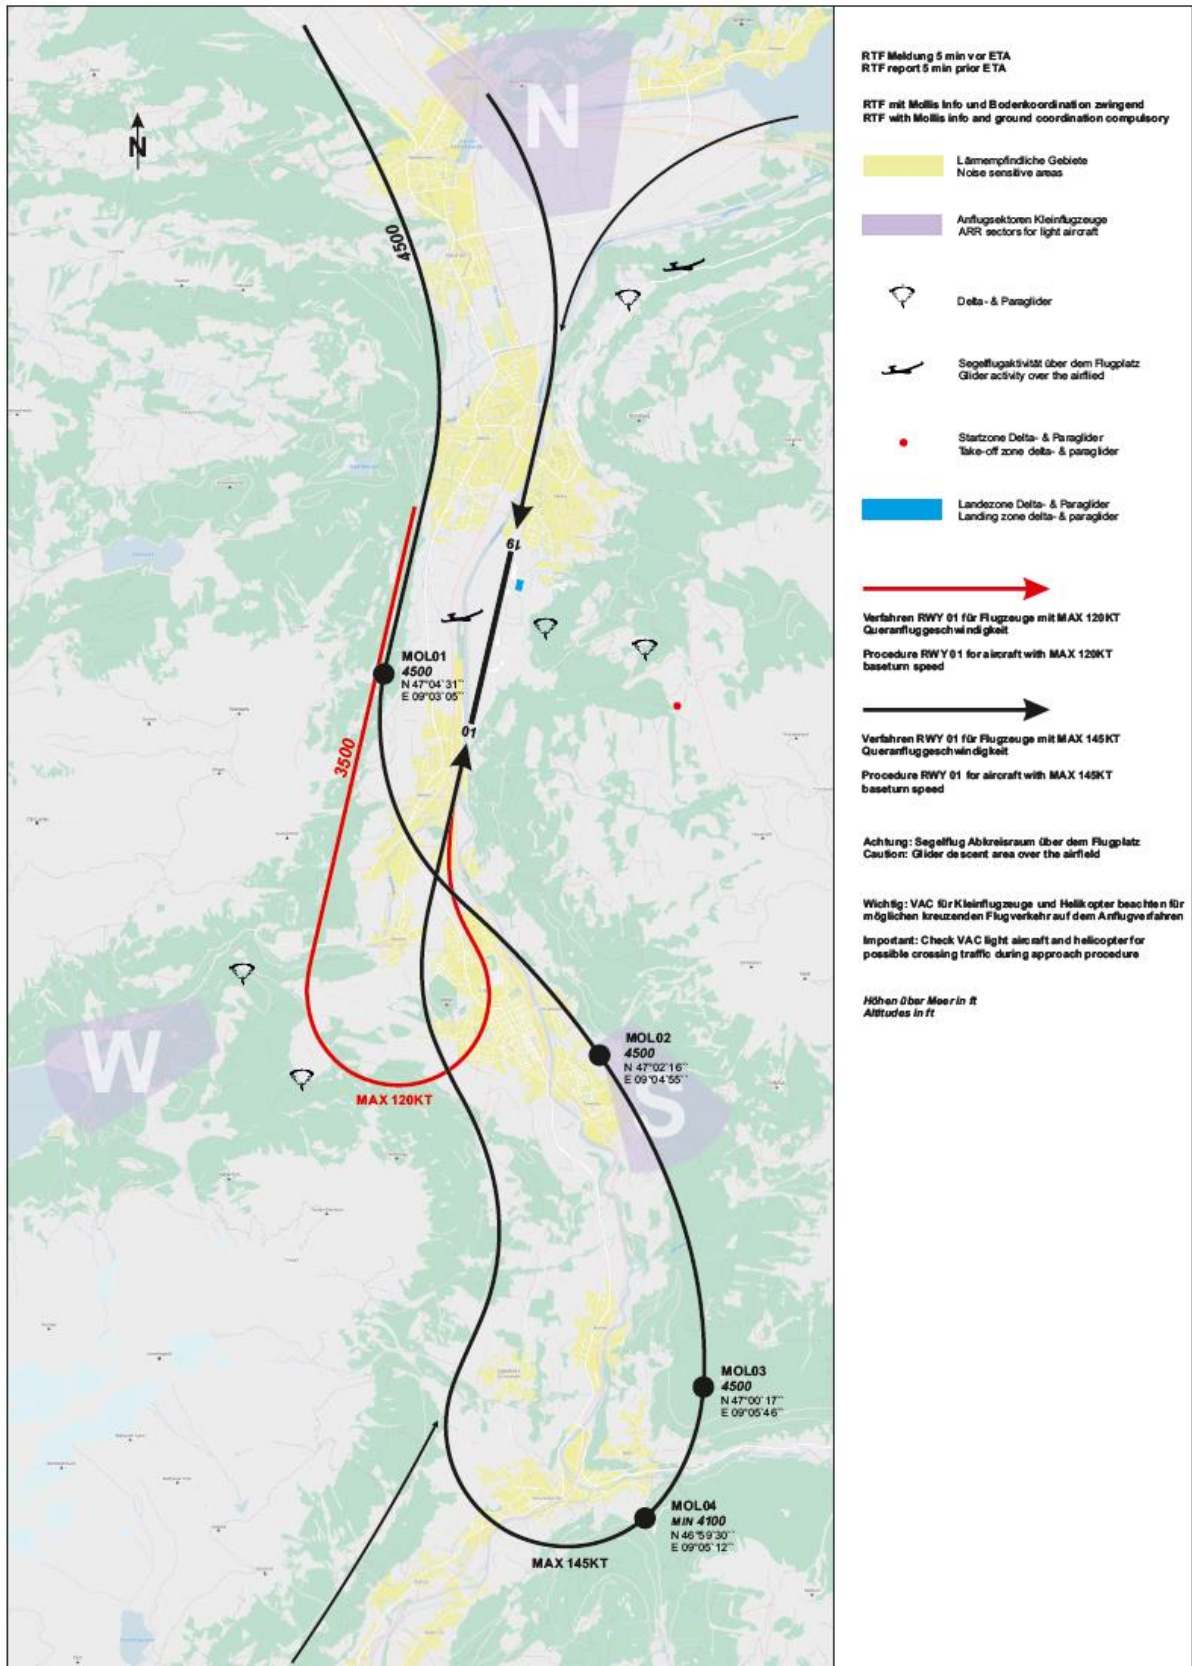 N
N
4500
19
MOL01
4500
N 47°04'31''
E 09°03'05''
01
3500
W
MAX 120KT
MOL02
4500
N 47°02'16''
E 09°04'55''
S
MOL03
4500
N 47°00'17''
E 09°05'46''
MOL04
MIN 4100
N 46°59'30''
E 09°05'12''
MAX 145KT
RTF Meldung 5 min vor ETA
RTF report 5 min prior ETA
RTF mit Mollis Info und Bodenkoordination zwingend
RTF with Mollis info and ground coordination compulsory
Lärmempfindliche Gebiete
Noise sensitive areas
Anflugsektoren Kleinflugzeuge
ARR sectors for light aircraft
Delta- & Paraglider
Segelflugaktivität über dem Flugplatz
Glider activity over the airflied
Startzone Delta- & Paraglider
Take-off zone delta- & paraglider
Landezone Delta- & Paraglider
Landing zone delta- & paraglider
Verfahren RWY 01 für Flugzeuge mit MAX 120KT
Queranfluggeschwindigkeit
Procedure RWY 01 for aircraft with MAX 120KT
baseturn speed
Verfahren RWY 01 für Flugzeuge mit MAX 145KT
Queranfluggeschwindigkeit
Procedure RWY 01 for aircraft with MAX 145KT
baseturn speed
Achtung: Segelflug Abkreisraum über dem Flugplatz
Caution: Glider descent area over the airfield
Wichtig: VAC für Kleinflugzeuge und Helikopter beachten für
möglichen kreuzenden Flugverkehr auf dem Anflugverfahren
Important: Check VAC light aircraft and helicopter for
possible crossing traffic during approach procedure
Höhen über Meer in ft
Altitudes in ft